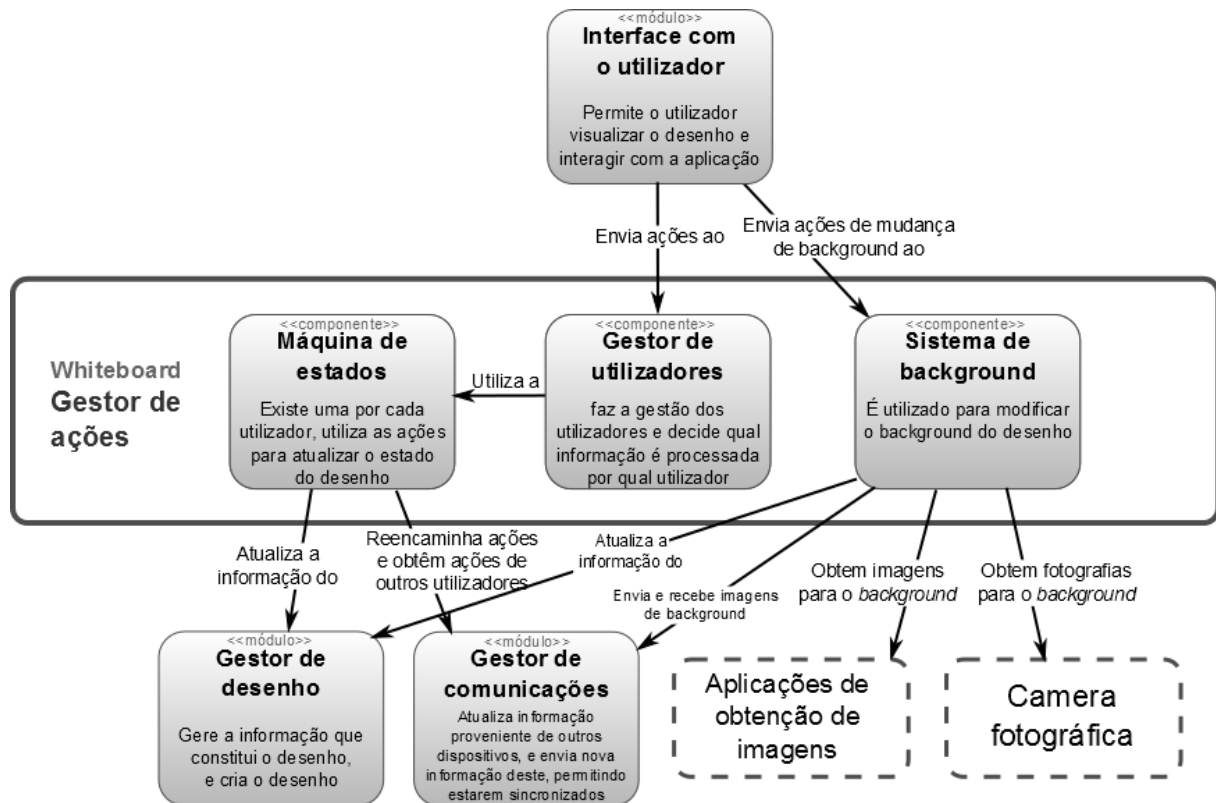 <<módulo>>
Interface com
o utilizador
Permite o utilizador
visualizar o desenho e
interagir com a aplicação
Envia ações ao
Envia ações de mudança
de background ao
Whiteboard
Gestor de
ações
<<componente>>
Máquina de
estados
Existe uma por cada
utilizador, utiliza as ações
para atualizar o estado
do desenho
Utiliza a
<<componente>>
Gestor de
utilizadores
faz a gestão dos
utilizadores e decide qual
informação é processada
por qual utilizador
<<componente>>
Sistema de
background
É utilizado para modificar
o background do desenho
Atualiza a
informação do
Reencaminha ações
e obtêm ações de
outros utilizadores
Atualiza a
informação do
Envia e recebe imagens
de background
Obtem imagens
para o background
Obtem fotografias
para o background
<<módulo>>
Gestor de
desenho
Gere a informação que
constitui o desenho,
e cria o desenho
<<módulo>>
Gestor de
comunicações
Atualiza informação
proveniente de outros
dispositivos, e envia nova
informação deste, permitindo
estarem sincronizados
Aplicações de
obtenção de
imagens
Camera
fotográfica